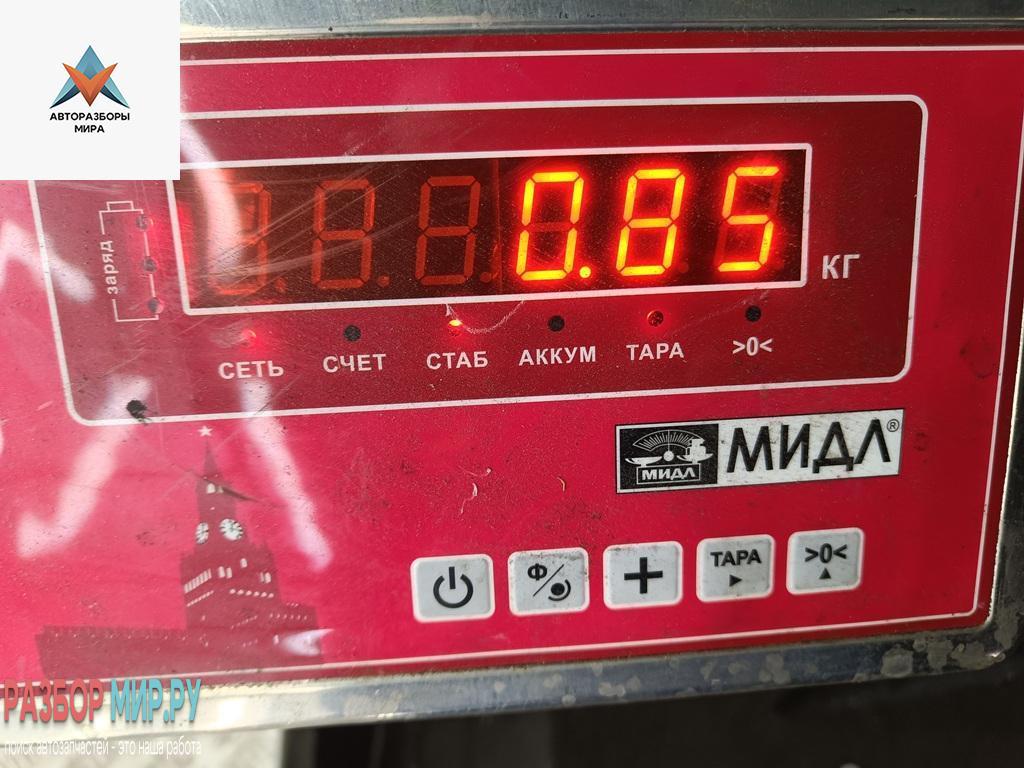 АВТОРАЗБОРЫ
МИРА
заряд
0.85
КГ
СЕТЬ СЧЕТ СТАБ АККУМ ТАРА >0<
МИДЛ
МИДЛ®
Ф ТАРА >0<
РАЗБОР МИР.РУ
поиск автозапчастей - это наша работа